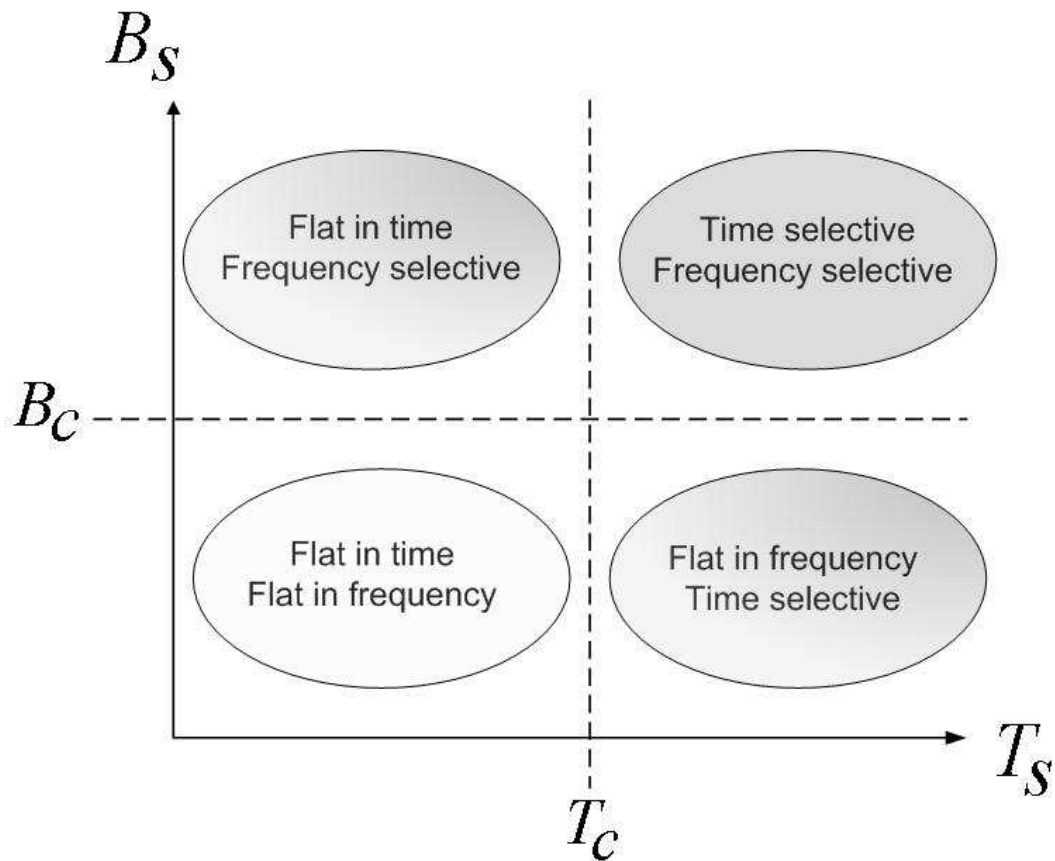 B_s
Flat in time
Frequency selective
Time selective
Frequency selective
B_c
Flat in time
Flat in frequency
Flat in frequency
Time selective
T_s
T_c